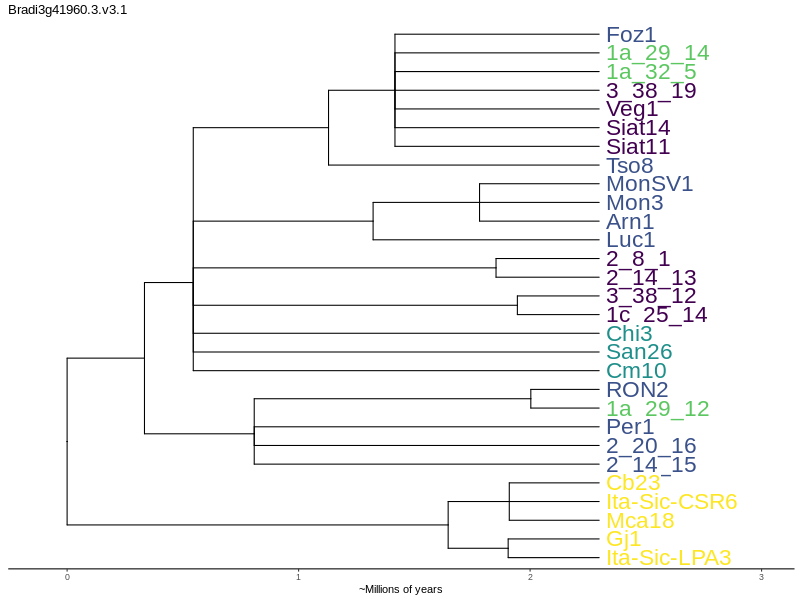 Bradi3g41960.3.v3.1
Foz1
1a_29_14
1a_32_5
3_38_19
Veg1
Siat14
Siat11
Tso8
MonSV1
Mon3
Arn1
Luc1
2_8_1
2_14_13
3_38_12
1c_25_14
Chi3
San26
Cm10
RON2
1a_29_12
Per1
2_20_16
2_14_15
Cb23
Ita-Sic-CSR6
Mca18
Gj1
Ita-Sic-LPA3
0 1 2 3
~Millions of years